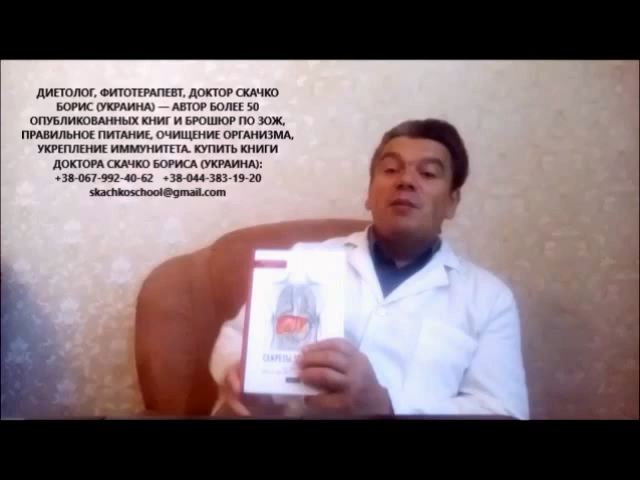 ДИЕТОЛОГ, ФИТОТЕРАПЕВТ, ДОКТОР СКАЧКО
БОРИС (УКРАИНА) — АВТОР БОЛЕЕ 50
ОПУБЛИКОВАННЫХ КНИГ И БРОШЮР ПО ЗОЖ,
ПРАВИЛЬНОЕ ПИТАНИЕ, ОЧИЩЕНИЕ ОРГАНИЗМА,
УКРЕПЛЕНИЕ ИММУНИТЕТА. КУПИТЬ КНИГИ
ДОКТОРА СКАЧКО БОРИСА (УКРАИНА):
+38-067-992-40-62 +38-044-383-19-20
skachkoschool@gmail.com
СЕКРЕТЫ